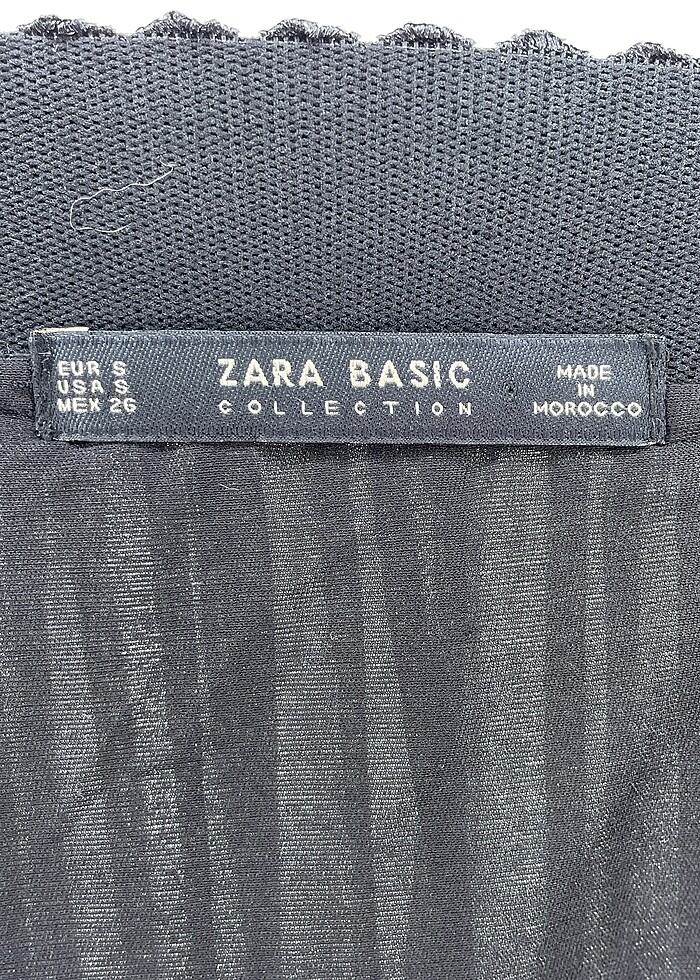 EUR S
USA S
MEX 26
ZARA BASIC
COLLECTION
MADE
IN
MOROCCO